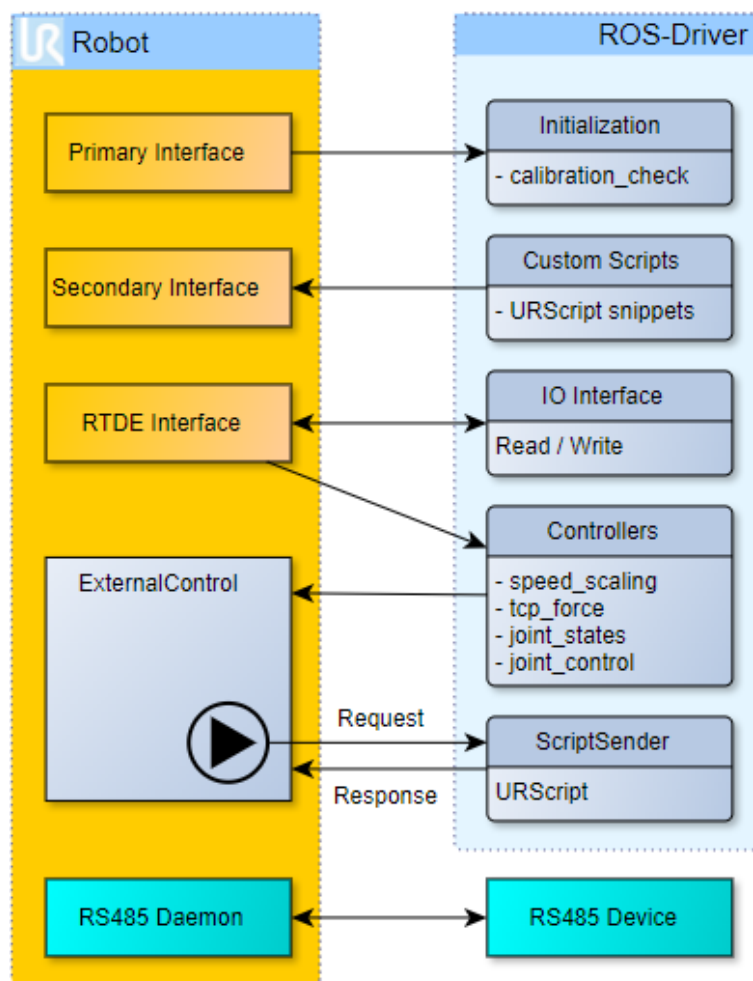 UR Robot
ROS-Driver
Primary Interface
Initialization
- calibration_check
Secondary Interface
Custom Scripts
- URScript snippets
RTDE Interface
IO Interface
Read / Write
ExternalControl
Controllers
- speed_scaling
- tcp_force
- joint_states
- joint_control
Request
Response
ScriptSender
URScript
RS485 Daemon
RS485 Device